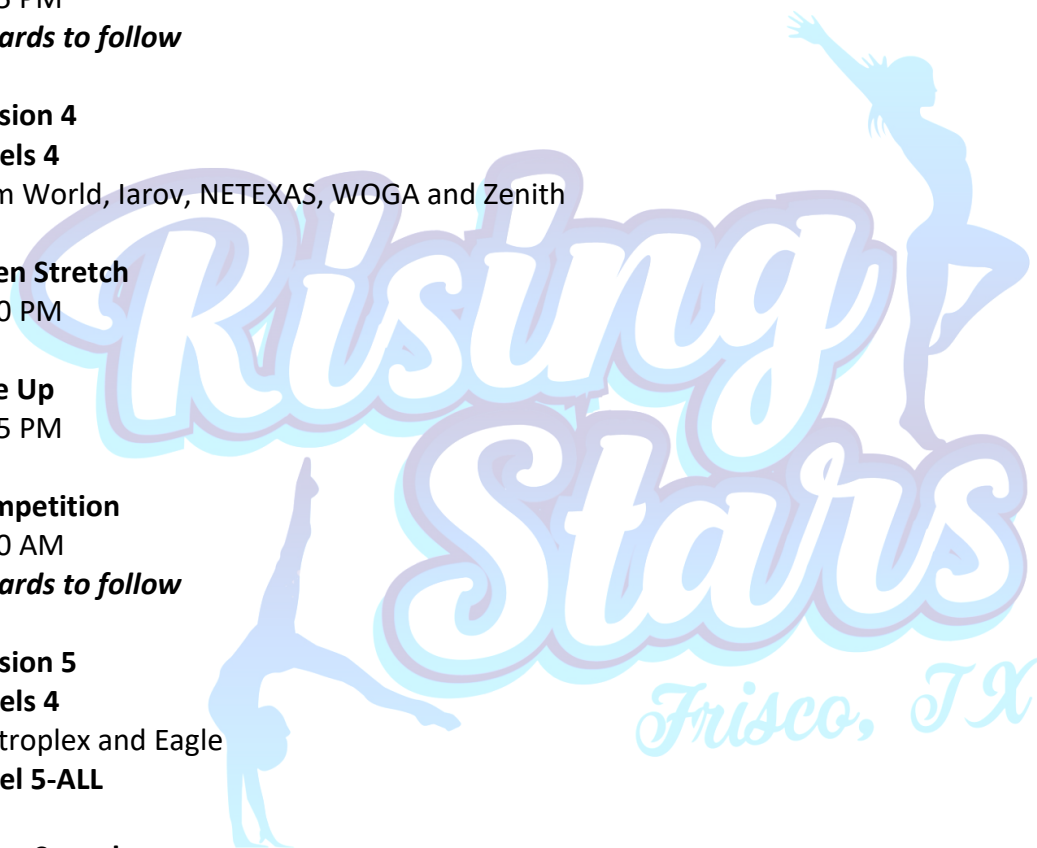 5 PM
ards to follow
sion 4
els 4
m World, Iarov, NETEXAS, WOGA and Zenith
en Stretch
0 PM
e Up
5 PM
mpetition
0 AM
ards to follow
sion 5
els 4
troplex and Eagle
el 5-ALL
Rising
Stars
Frisco, TX